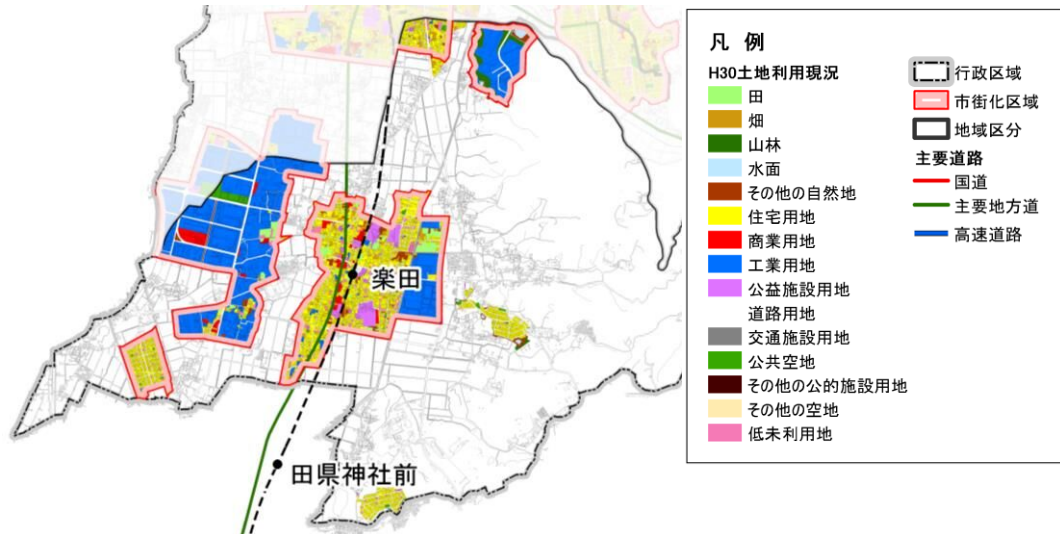 楽田
田県神社前
凡 例
H30土地利用現況
田
畑
山林
水面
その他の自然地
住宅用地
商業用地
工業用地
公益施設用地
道路用地
交通施設用地
公共空地
その他の公的施設用地
その他の空地
低未利用地
行政区域
市街化区域
地域区分
主要道路
国道
主要地方道
高速道路